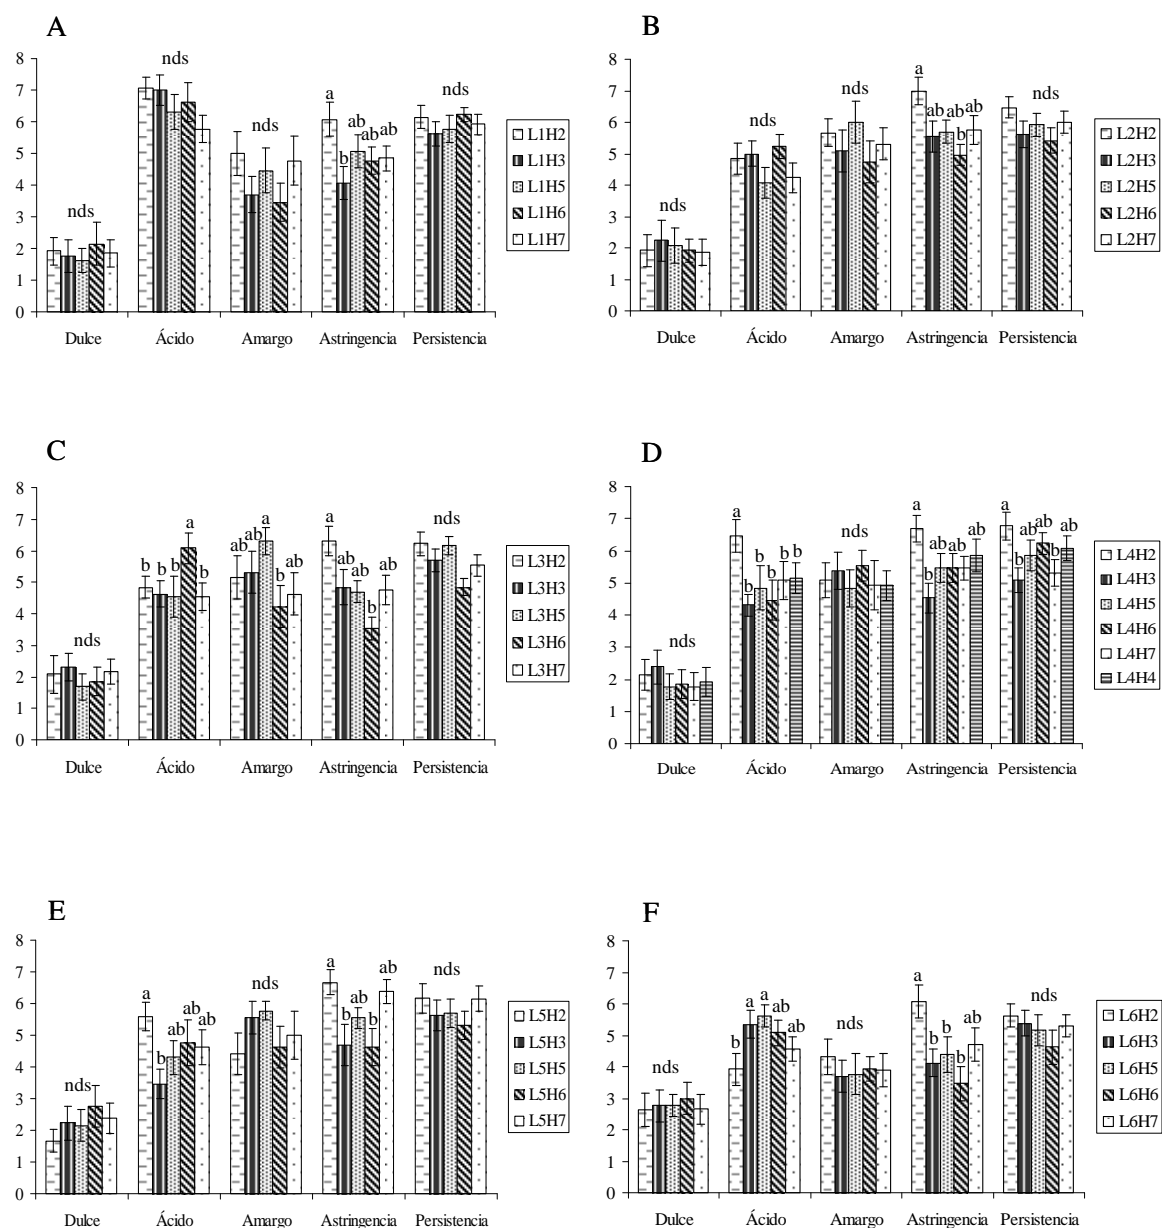 A
8
7
6
5
4
3
2
1
0
nds
nds
nds
a
b
ab
ab
ab
nds
Dulce Ácido Amargo Astringencia Persistencia
L1H2
L1H3
L1H5
L1H6
L1H7
B
8
7
6
5
4
3
2
1
0
nds
nds
nds
a
ab
ab
b
ab
nds
Dulce Ácido Amargo Astringencia Persistencia
L2H2
L2H3
L2H5
L2H6
L2H7
C
8
7
6
5
4
3
2
1
0
nds
b
b
b
a
b
ab
ab
a
b
ab
a
ab
ab
b
ab
nds
Dulce Ácido Amargo Astringencia Persistencia
L3H2
L3H3
L3H5
L3H6
L3H7
D
8
7
6
5
4
3
2
1
0
nds
a
b
b
b
b
b
nds
a
b
ab
ab
ab
ab
a
b
ab
ab
b
ab
Dulce Ácido Amargo Astringencia Persistencia
L4H2
L4H3
L4H5
L4H6
L4H7
L4H4
E
8
7
6
5
4
3
2
1
0
nds
a
b
ab
ab
ab
nds
a
b
ab
b
ab
nds
Dulce Ácido Amargo Astringencia Persistencia
L5H2
L5H3
L5H5
L5H6
L5H7
F
8
7
6
5
4
3
2
1
0
nds
b
a
a
ab
ab
nds
a
b
b
b
ab
nds
Dulce Ácido Amargo Astringencia Persistencia
L6H2
L6H3
L6H5
L6H6
L6H7